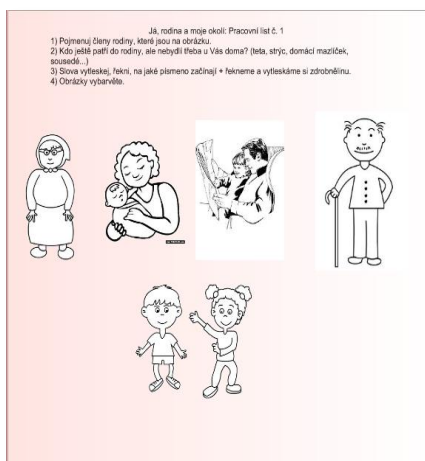 Já, rodina a moje okolí: Pracovní list č. 1
1) Pojmenuj členy rodiny, které jsou na obrázku.
2) Kdo ještě patří do rodiny, ale nebydlí třeba u Vás doma? (teta, strýc, domácí mazlíček,
sousedé...)
3) Slova vytleskej, řekni, na jaké písmeno začínají + řekneme a vytleskáme si zdrobnělinu.
4) Obrázky vybarvěte.